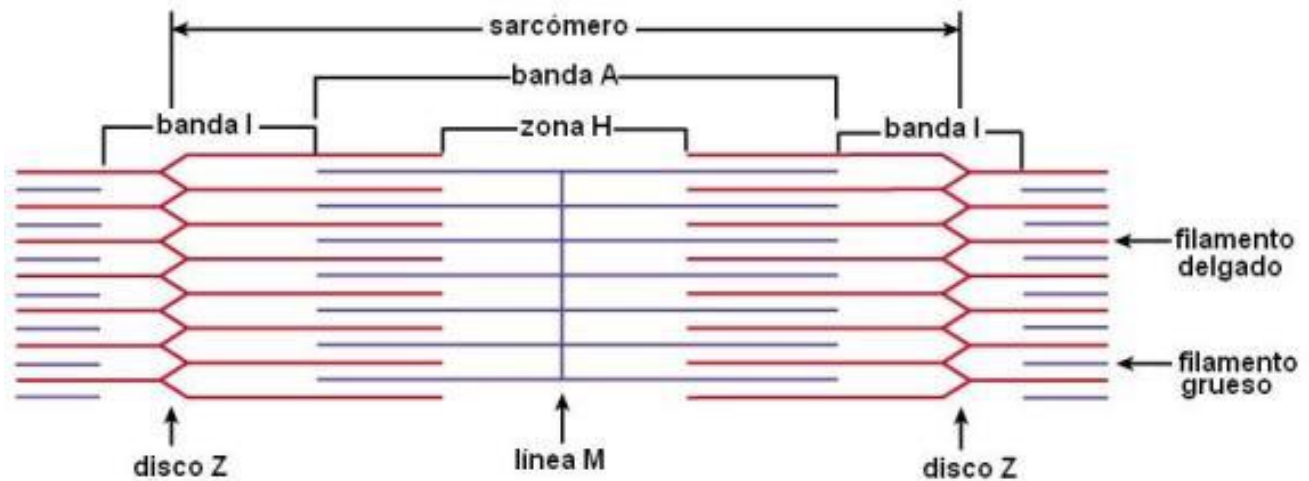 sarcómero
banda A
banda I
zona H
banda I
filamento
delgado
filamento
grueso
disco Z
línea M
disco Z